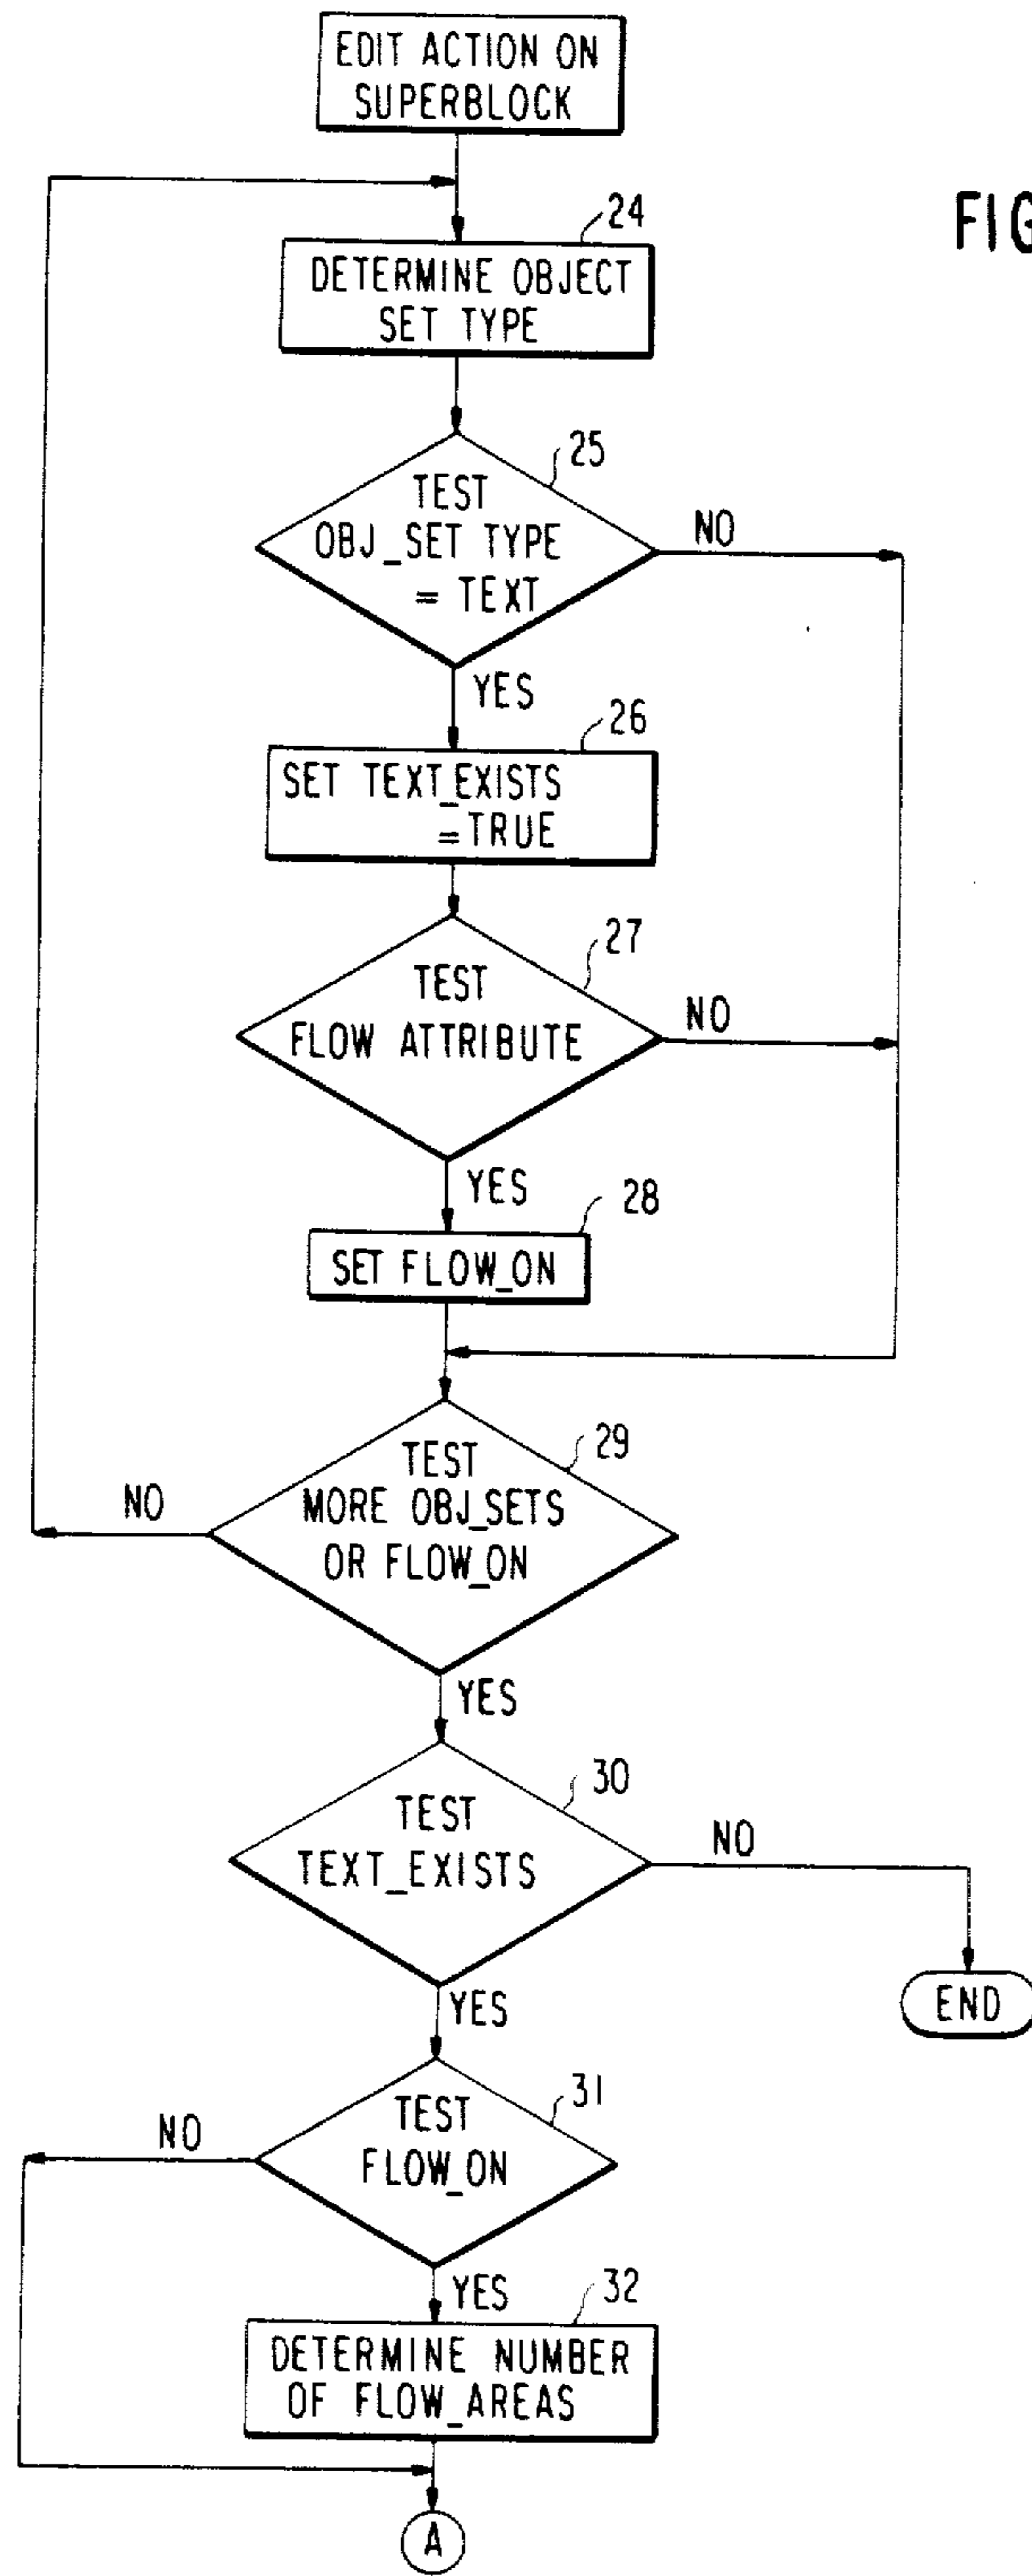 EDIT ACTION ON
SUPERBLOCK
FIG
24
DETERMINE OBJECT
SET TYPE
25
TEST
OBJ_SET TYPE
= TEXT
NO
YES
26
SET TEXT_EXISTS
=TRUE
27
TEST
FLOW ATTRIBUTE
NO
YES
28
SET FLOW_ON
29
TEST
MORE OBJ_SETS
OR FLOW_ON
NO
YES
30
TEST
TEXT_EXISTS
NO
END
YES
31
TEST
FLOW_ON
NO
YES
32
DETERMINE NUMBER
OF FLOW_AREAS
A